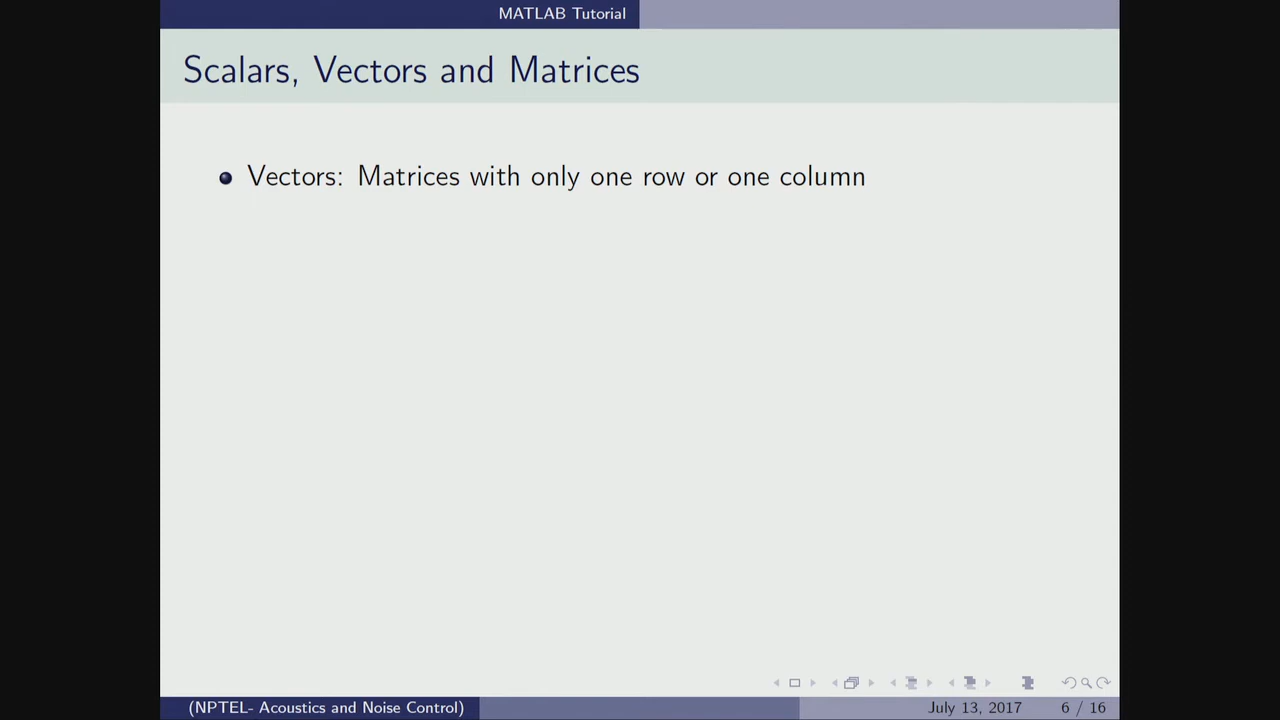 MATLAB Tutorial
Scalars, Vectors and Matrices
Vectors: Matrices with only one row or one column
(NPTEL- Acoustics and Noise Control) July 13, 2017 6 / 16